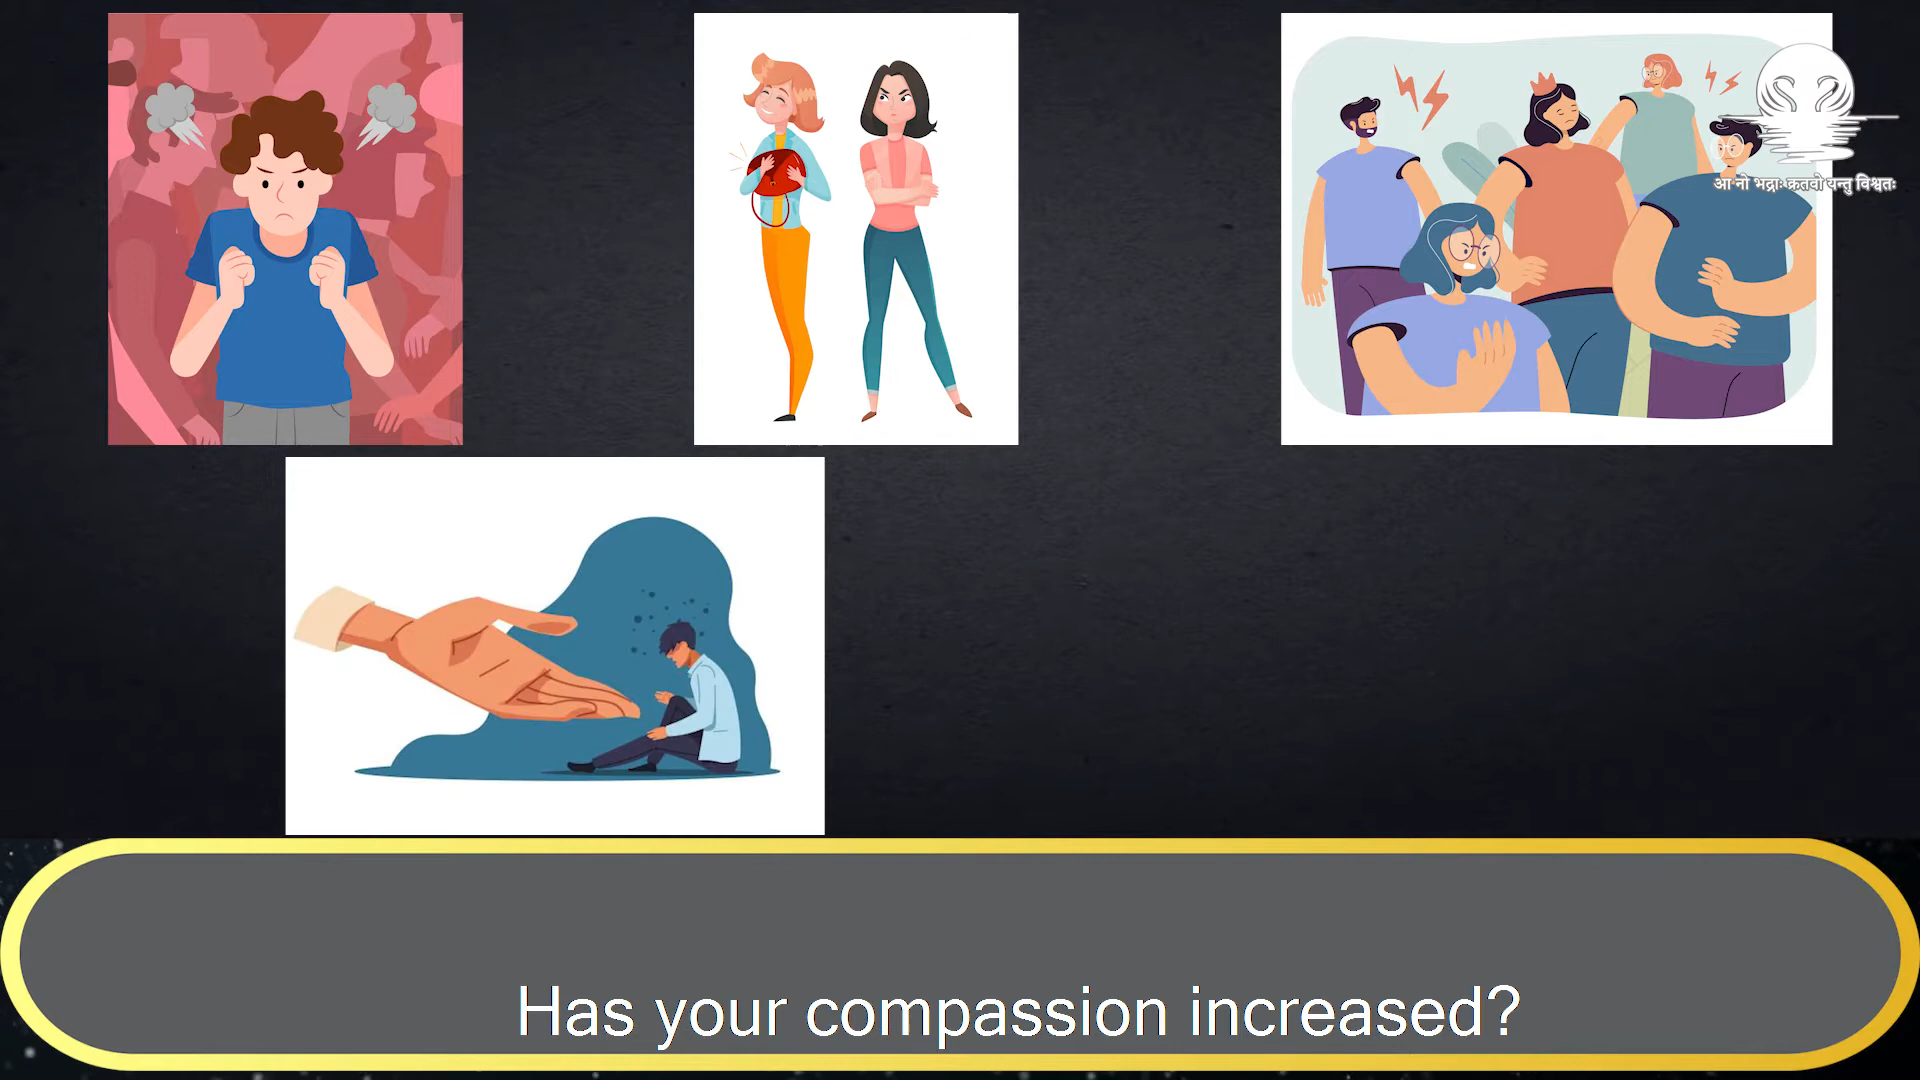 आ नो भद्राः क्रतवो यन्तु विश्वतः
Has your compassion increased?